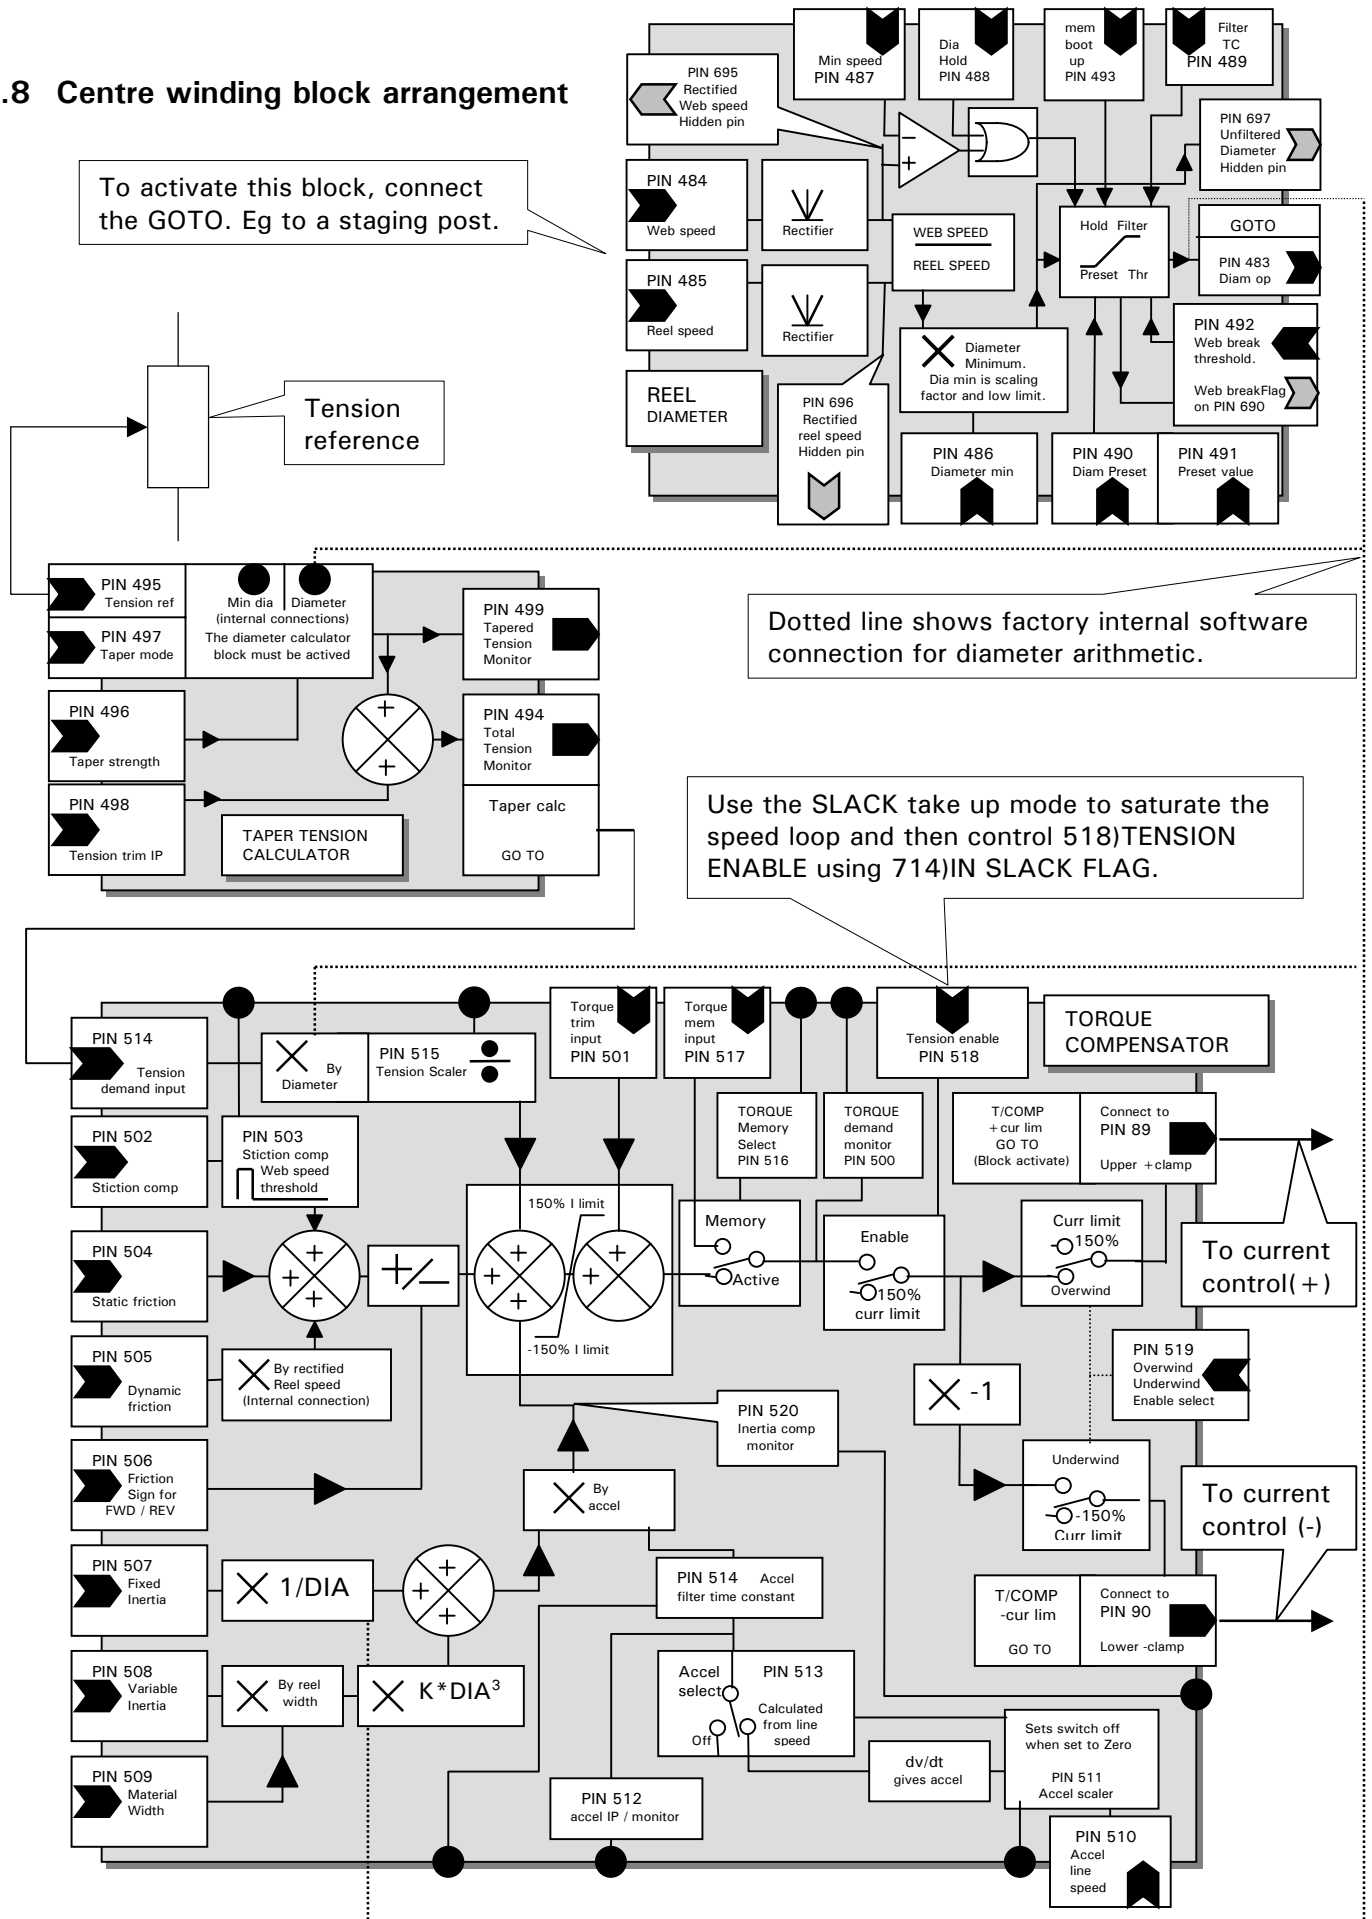 .8 Centre winding block arrangement
To activate this block, connect
the GOTO. Eg to a staging post.
Min speed
PIN 487
Dia
Hold
PIN 488
mem
boot
up
PIN 493
Filter
TC
PIN 489
PIN 695
Rectified
Web speed
Hidden pin
−
+
PIN 697
Unfiltered
Diameter
Hidden pin
PIN 484
Web speed
Rectifier
WEB SPEED
REEL SPEED
Hold Filter
Preset Thr
GOTO
PIN 483
Diam op
PIN 485
Reel speed
Rectifier
Diameter
Minimum.
Dia min is scaling
factor and low limit.
PIN 492
Web break
threshold.
Web breakFlag
on PIN 690
REEL
DIAMETER
PIN 696
Rectified
reel speed
Hidden pin
PIN 486
Diameter min
PIN 490
Diam Preset
PIN 491
Preset value
Tension
reference
PIN 495
Tension ref
PIN 497
Taper mode
Min dia
Diameter
(internal connections)
The diameter calculator
block must be actived
PIN 499
Tapered
Tension
Monitor
PIN 496
Taper strength
+
+
PIN 494
Total
Tension
Monitor
PIN 498
Tension trim IP
TAPER TENSION
CALCULATOR
Taper calc
GO TO
Dotted line shows factory internal software
connection for diameter arithmetic.
Use the SLACK take up mode to saturate the
speed loop and then control 518)TENSION
ENABLE using 714)IN SLACK FLAG.
PIN 514
Tension
demand input
By
Diameter
PIN 515
Tension Scaler
Torque
trim
input
PIN 501
Torque
mem
input
PIN 517
Tension enable
PIN 518
TORQUE
COMPENSATOR
PIN 502
Stiction comp
PIN 503
Stiction comp
Web speed
threshold
TORQUE
Memory
Select
PIN 516
TORQUE
demand
monitor
PIN 500
T/COMP
+cur lim
GO TO
(Block activate)
Connect to
PIN 89
Upper +clamp
PIN 504
Static friction
+
+
+
+/−
150% I limit
+
+
+
+
+
-150% I limit
Memory
Active
Enable
150%
curr limit
Curr limit
150%
Overwind
To current
control(+)
PIN 505
Dynamic
friction
By rectified
Reel speed
(Internal connection)
PIN 519
Overwind
Underwind
Enable select
-1
PIN 520
Inertia comp
monitor
PIN 506
Friction
Sign for
FWD / REV
By
accel
Underwind
-150%
Curr limit
To current
control (-)
PIN 507
Fixed
Inertia
1/DIA
+
+
+
PIN 514 Accel
filter time constant
T/COMP
-cur lim
GO TO
Connect to
PIN 90
Lower -clamp
PIN 508
Variable
Inertia
By reel
width
K*DIA³
Accel
select
PIN 513
Calculated
from line
speed
Off
Sets switch off
when set to Zero
PIN 511
Accel scaler
dv/dt
gives accel
PIN 509
Material
Width
PIN 512
accel IP / monitor
PIN 510
Accel
line
speed